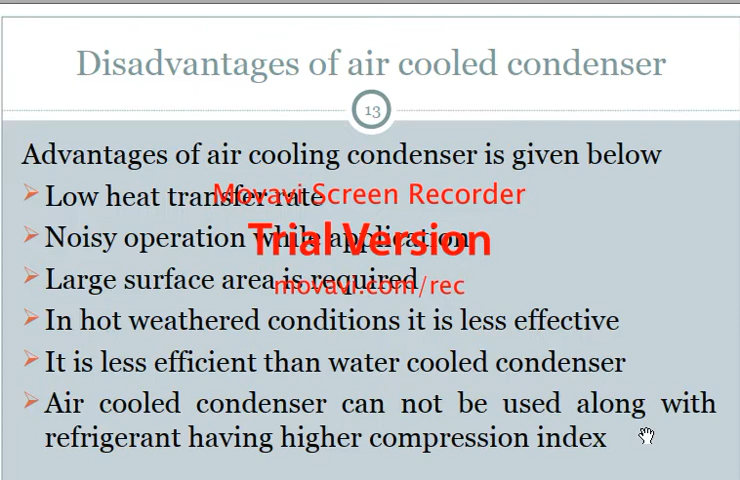 Disadvantages of air cooled condenser
13
Advantages of air cooling condenser is given below
Low heat transfer rate
Movavi Screen Recorder
Noisy operation while application
Trial Version
Large surface area is required
movavi.com/rec
In hot weathered conditions it is less effective
It is less efficient than water cooled condenser
Air cooled condenser can not be used along with
refrigerant having higher compression index